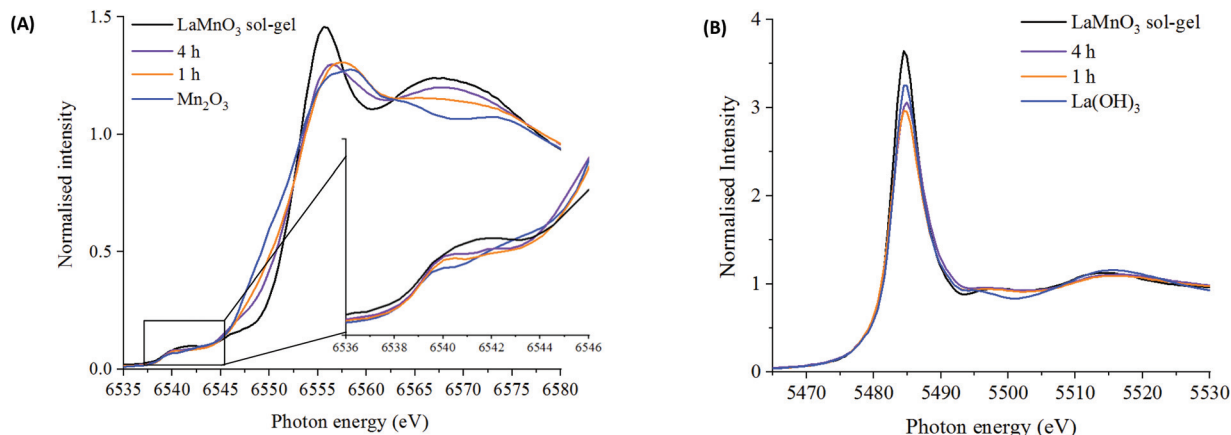 (A)
LaMnO₃ sol-gel
4 h
1 h
Mn₂O₃
Normalised intensity
1.5
1.0
0.5
0.0
6536 6538 6540 6542 6544 6546
6535 6540 6545 6550 6555 6560 6565 6570 6575 6580
Photon energy (eV)
(B)
LaMnO₃ sol-gel
4 h
1 h
La(OH)₃
Normalised Intensity
4
3
2
1
0
5470 5480 5490 5500 5510 5520 5530
Photon energy (eV)